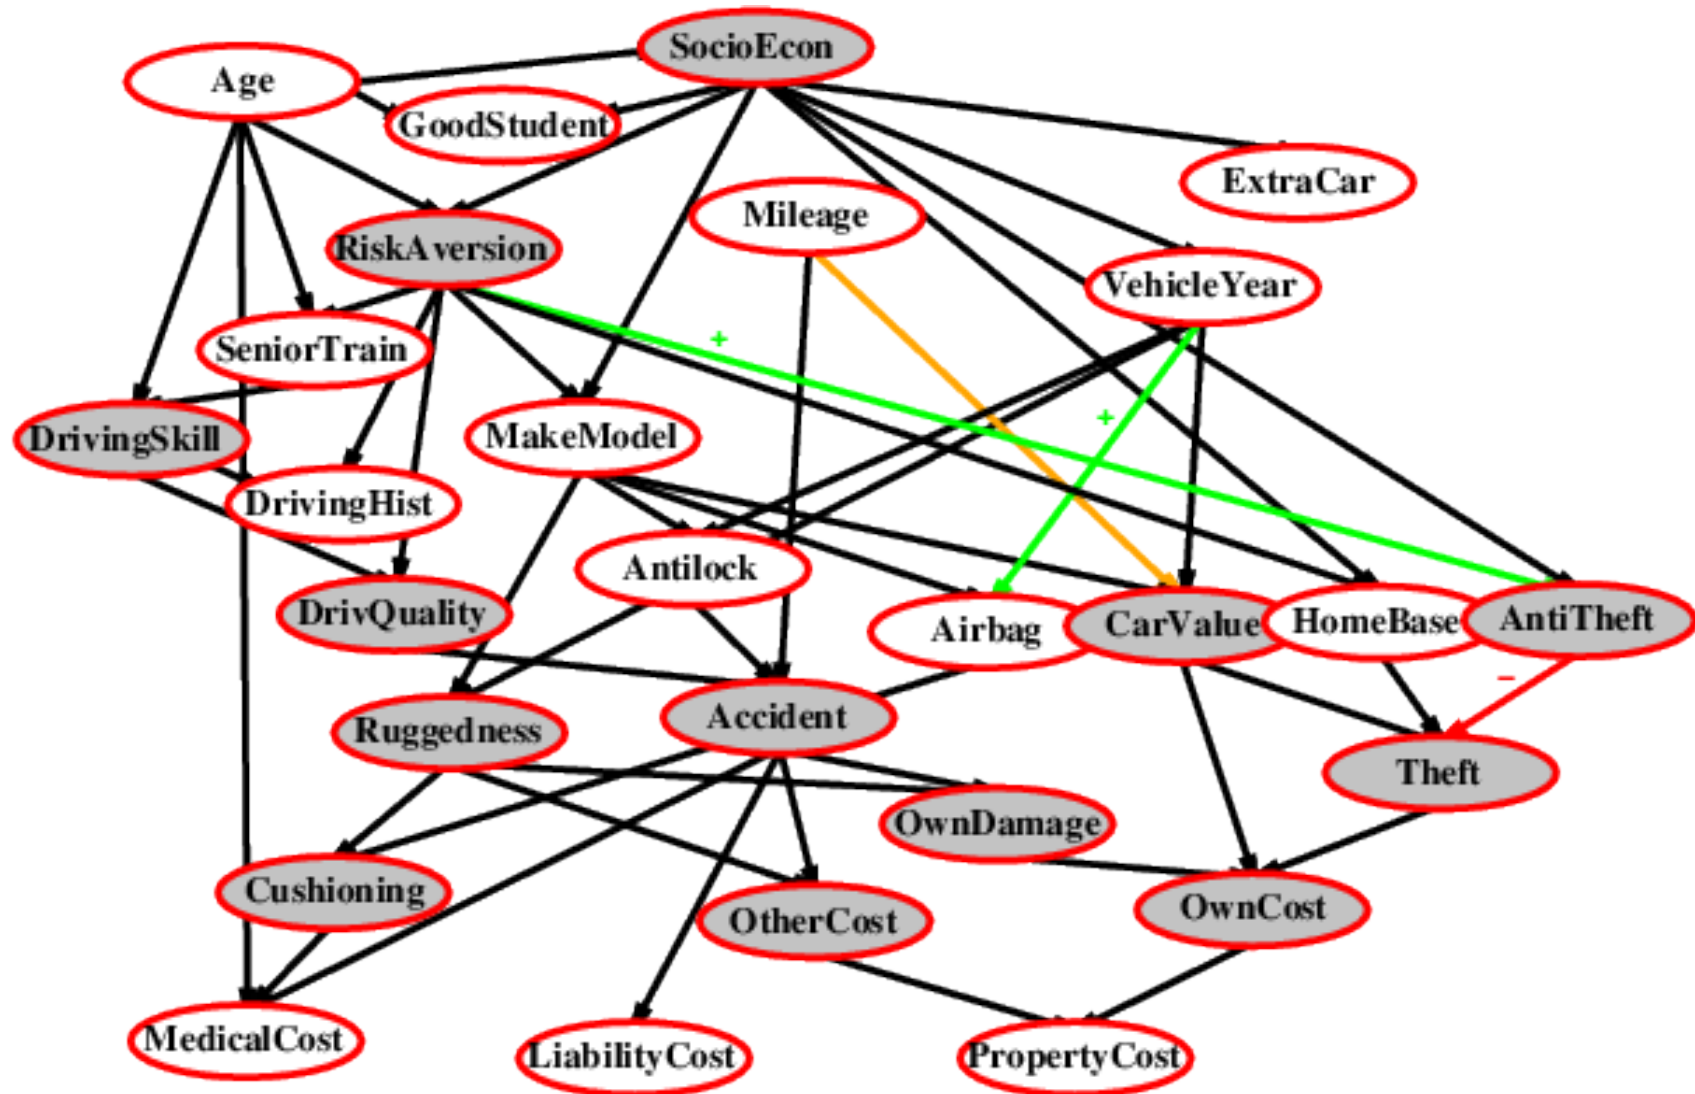 SocioEcon
Age
GoodStudent
ExtraCar
Mileage
RiskAversion
VehicleYear
+
SeniorTrain
+
DrivingSkill
MakeModel
DrivingHist
Antilock
DrivQuality
Airbag
CarValue
HomeBase
AntiTheft
−
Ruggedness
Accident
Theft
OwnDamage
Cushioning
OtherCost
OwnCost
MedicalCost
LiabilityCost
PropertyCost